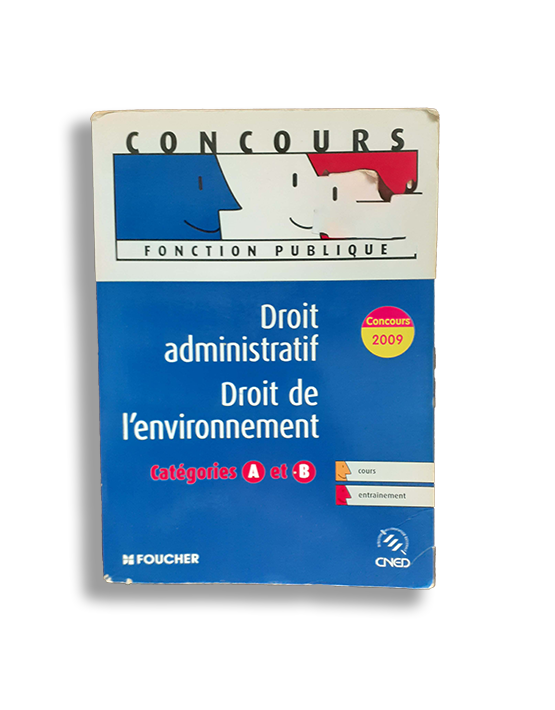 CONCOURS
FONCTION PUBLIQUE
Droit
administratif
Concours
2009
Droit de
l'environnement
Catégories A et B
cours
entraînement
FOUCHER
CNED